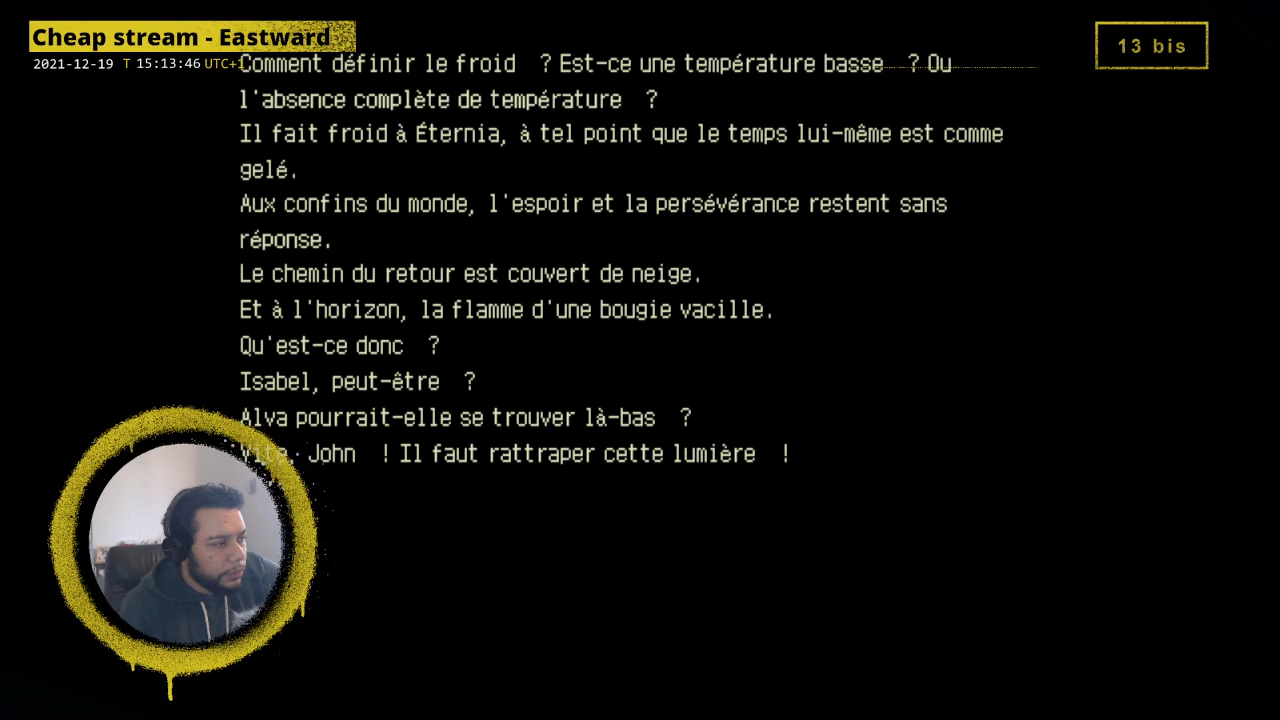 Cheap stream - Eastward
2021-12-19 T 15:13:46 UTC+1
13 bis
Comment définir le froid ? Est-ce une température basse ? Ou
l'absence complète de température ?
Il fait froid à Éternia, à tel point que le temps lui-même est comme
gelé.
Aux confins du monde, l'espoir et la persévérance restent sans
réponse.
Le chemin du retour est couvert de neige.
Et à l'horizon, la flamme d'une bougie vacille.
Qu'est-ce donc ?
Isabel, peut-être ?
Alva pourrait-elle se trouver là-bas ?
Vite, John ! Il faut rattraper cette lumière !